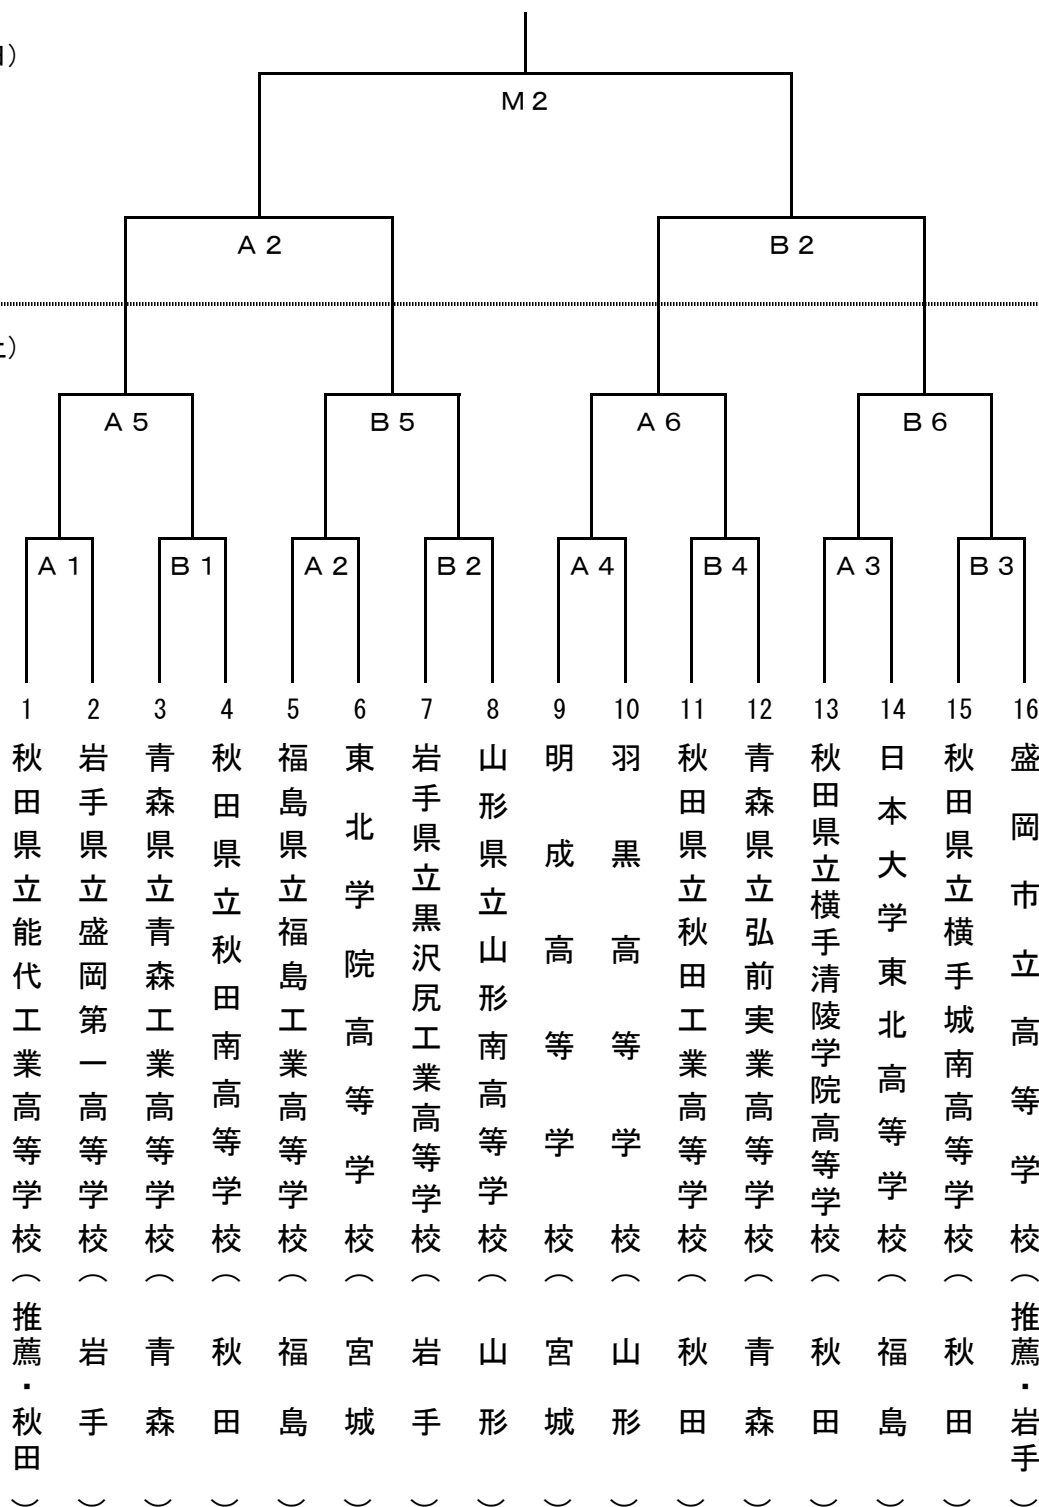 日）
M２
A２
B２
土）
A５
B５
A６
B６
A１
B１
A２
B２
A４
B４
A３
B３
1
2
3
4
5
6
7
8
9
10
11
12
13
14
15
16
秋田県立能代工業高等学校（推薦・秋田）
岩手県立盛岡第一高等学校（岩手）
青森県立青森工業高等学校（青森）
秋田県立秋田南高等学校（秋田）
福島県立福島工業高等学校（福島）
東北学院高等学校（宮城）
岩手県立黒沢尻工業高等学校（岩手）
山形県立山形南高等学校（山形）
明成高等学校（宮城）
羽黒高等学校（山形）
秋田県立秋田工業高等学校（秋田）
青森県立弘前実業高等学校（青森）
秋田県立横手清陵学院高等学校（秋田）
日本大学東北高等学校（福島）
秋田県立横手城南高等学校（秋田）
盛岡市立高等学校（推薦・岩手）